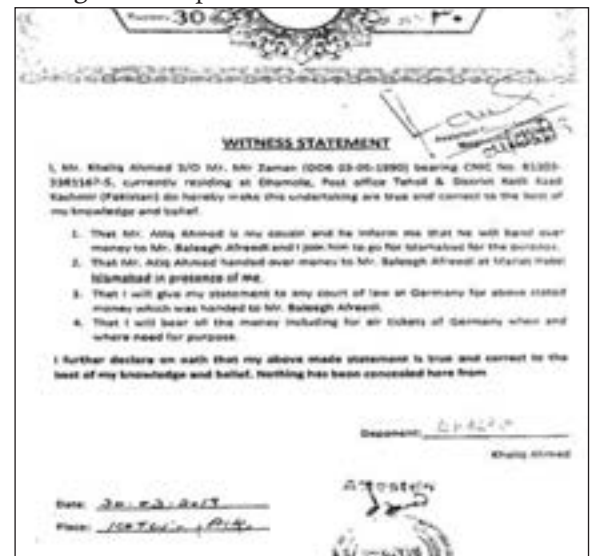 30
WITNESS STATEMENT
I, Mr. Khaliq Ahmed S/O Mr. Mir Zaman (DOB 03-05-1990) bearing CNIC No.
currently residing at Post office Tehsil & District Kotli Azad
Kashmir (Pakistan) do hereby make this undertaking are true and correct to the best of
my knowledge and belief.
1. That Mr. Atiq Ahmed is my cousin and he inform me that he will hand over
money to Mr. Baleegh Afreedi and I join him to go for Islamabad for the purpose.
2. That Mr. Atiq Ahmed handed over money to Mr. Baleegh Afreedi at Hotel
Islamabad in presence of me.
3. That I will give my statement to any court of law at Germany for above stated
money which was handed to Mr. Baleegh Afreedi.
4. That I will bear all the money including for air tickets of Germany when and
where need for purpose.
I further declare on oath that my above made statement is true and correct to the
best of my knowledge and belief. Nothing has been concealed here from
Deponent:
Khaliq Ahmed
ATTESTED
Date:
Place: